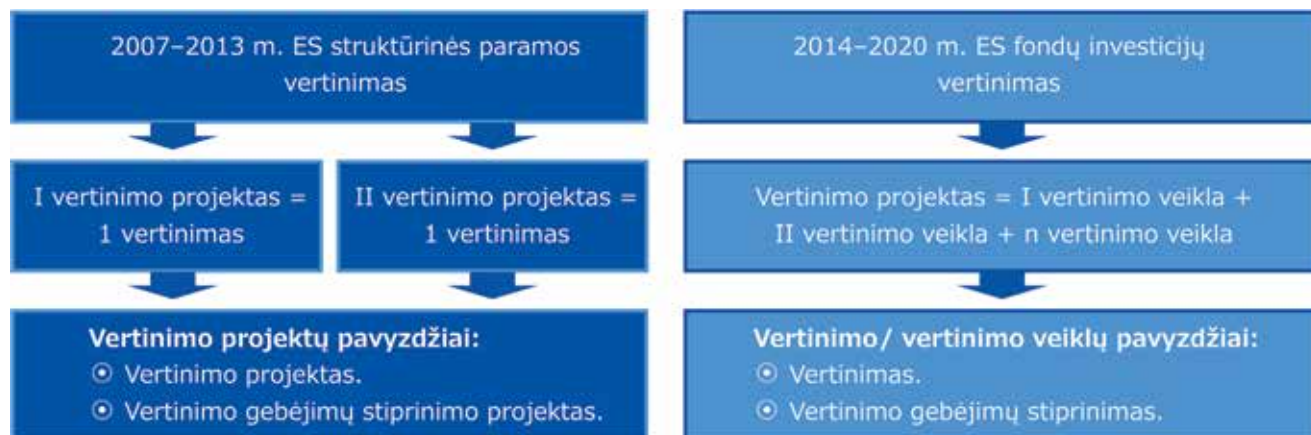 2007–2013 m. ES struktūrinės paramos
vertinimas
2014–2020 m. ES fondų investicijų
vertinimas
I vertinimo projektas =
1 vertinimas
II vertinimo projektas =
1 vertinimas
Vertinimo projektas = I vertinimo veikla +
II vertinimo veikla + n vertinimo veikla
Vertinimo projektų pavyzdžiai:
Vertinimo projektas.
Vertinimo gebėjimų stiprinimo projektas.
Vertinimo/ vertinimo veiklų pavyzdžiai:
Vertinimas.
Vertinimo gebėjimų stiprinimas.